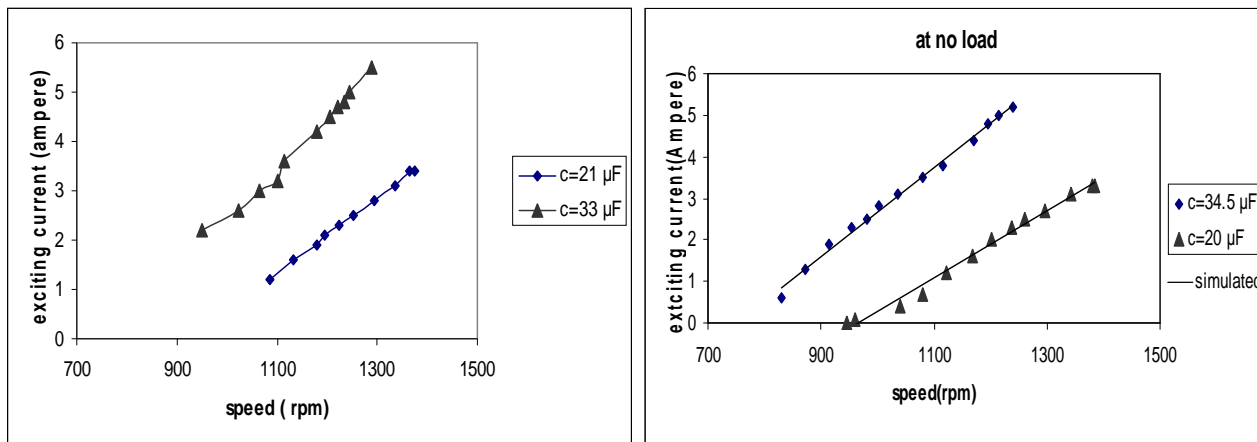 6
5
4
3
2
1
0
exciting current (ampere)
700 900 1100 1300 1500
speed ( rpm)
c=21 µF
c=33 µF
at no load
6
5
4
3
2
1
0
extciting current(Ampere)
700 900 1100 1300 1500
speed(rpm)
c=34.5 µF
c=20 µF
simulated